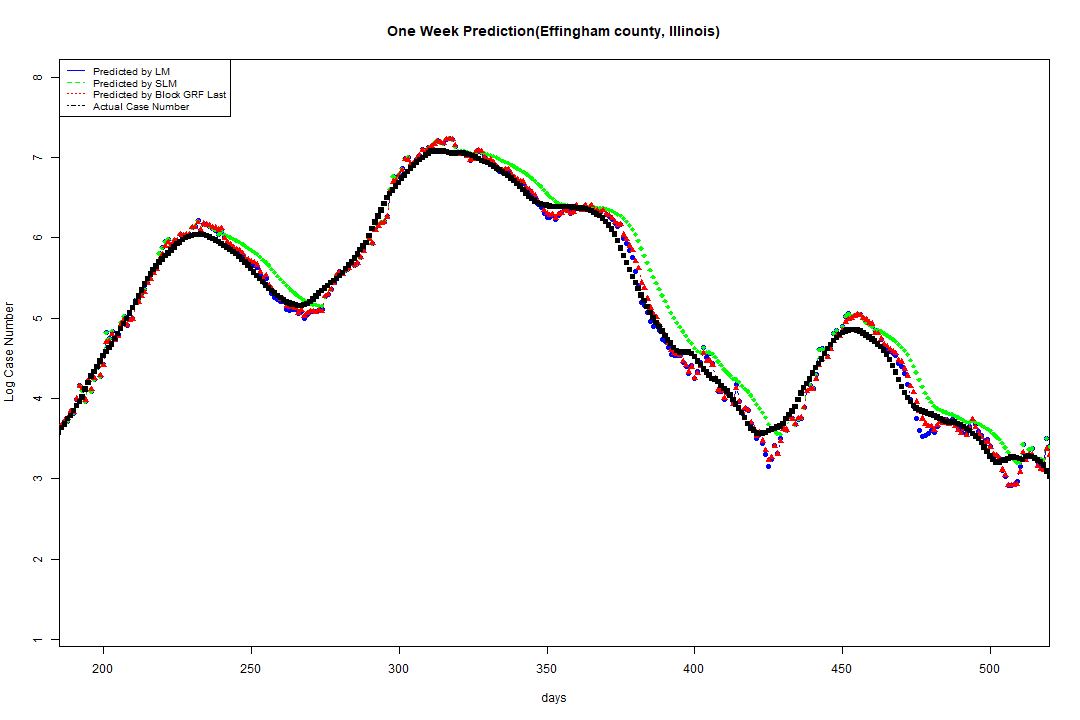 One Week Prediction(Effingham county, Illinois)
Predicted by LM
Predicted by SLM
Predicted by Block GRF Last
Actual Case Number
8
7
6
5
4
3
2
1
Log Case Number
200 250 300 350 400 450 500
days